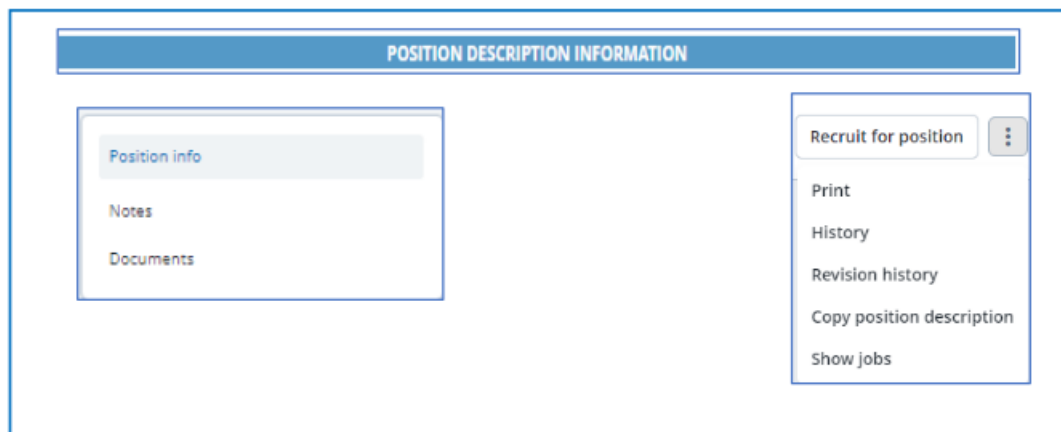 POSITION DESCRIPTION INFORMATION
Position info
Notes
Documents
Recruit for position
Print
History
Revision history
Copy position description
Show jobs